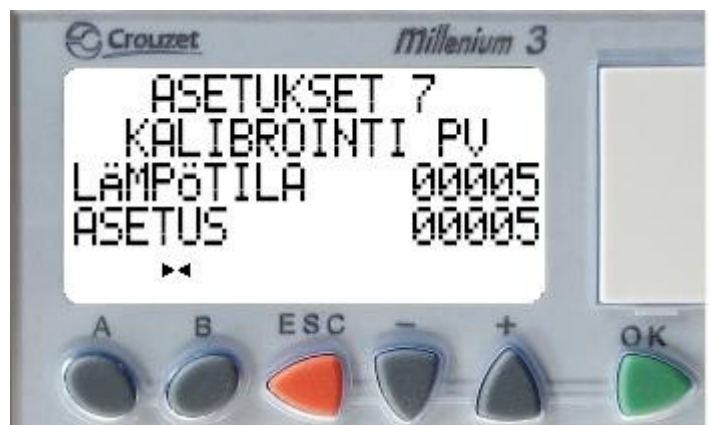 Crouzet Millenium 3
ASETUKSET 7
KALIBROINTI PV
LÄMPÖTILA 00005
ASETUS 00005
A B ESC - + OK